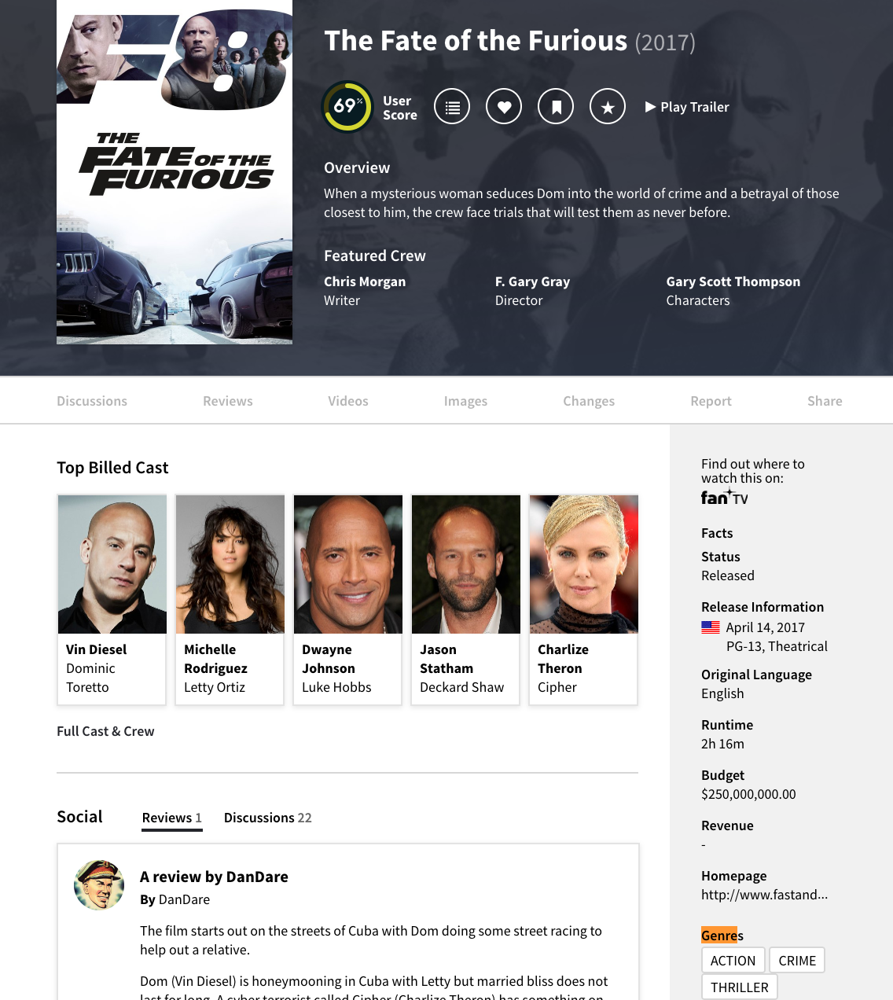 F8
THE
FATE OF THE
FURIOUS
The Fate of the Furious (2017)
69%
User
Score
Play Trailer
Overview
When a mysterious woman seduces Dom into the world of crime and a betrayal of those
closest to him, the crew face trials that will test them as never before.
Featured Crew
Chris Morgan
Writer
F. Gary Gray
Director
Gary Scott Thompson
Characters
Discussions
Reviews
Videos
Images
Changes
Report
Share
Top Billed Cast
Vin Diesel
Dominic
Toretto
Michelle
Rodriguez
Letty Ortiz
Dwayne
Johnson
Luke Hobbs
Jason
Statham
Deckard Shaw
Charlize
Theron
Cipher
Full Cast & Crew
Social
Reviews 1
Discussions 22
A review by DanDare
By DanDare
The film starts out on the streets of Cuba with Dom doing some street racing to
help out a relative.
Dom (Vin Diesel) is honeymooning in Cuba with Letty but married bliss does not
last for long. A cyber terrorist called Cipher (Charlize Theron) has something on
Find out where to
watch this on:
fan TV
Facts
Status
Released
Release Information
April 14, 2017
PG-13, Theatrical
Original Language
English
Runtime
2h 16m
Budget
$250,000,000.00
Revenue
-
Homepage
http://www.fastand...
Genres
ACTION
CRIME
THRILLER